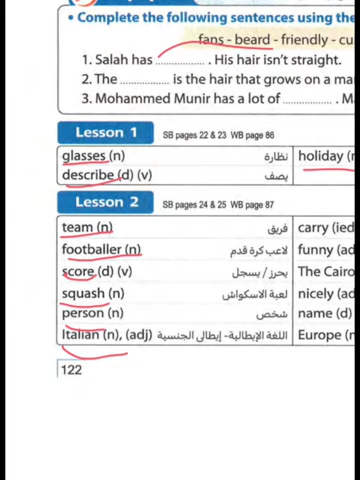 • Complete the following sentences using the
fans - beard - friendly - cu
1. Salah has .................. . His hair isn't straight.
2. The .................. is the hair that grows on a ma
3. Mohammed Munir has a lot of .................. . M
Lesson 1 SB pages 22 & 23 WB page 86
glasses (n) نظارة holiday (n
describe (d) (v) يصف
Lesson 2 SB pages 24 & 25 WB page 87
team (n) فريق carry (ied
footballer (n) لاعب كرة قدم funny (ad
score (d) (v) يحرز / يسجل The Cairo
squash (n) لعبة الاسكواش nicely (ad
person (n) شخص name (d)
Italian (n), (adj) اللغة الإيطالية- إيطالى الجنسية Europe (n
122